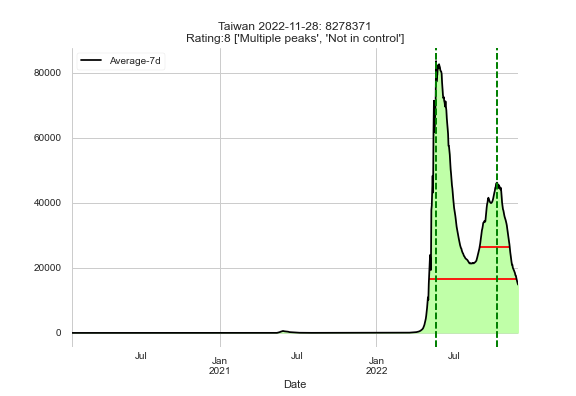 Taiwan 2022-11-28: 8278371
Rating:8 ['Multiple peaks', 'Not in control']
Average-7d
80000
60000
40000
20000
0
Jul
Jan
2021
Jul
Jan
2022
Jul
Date